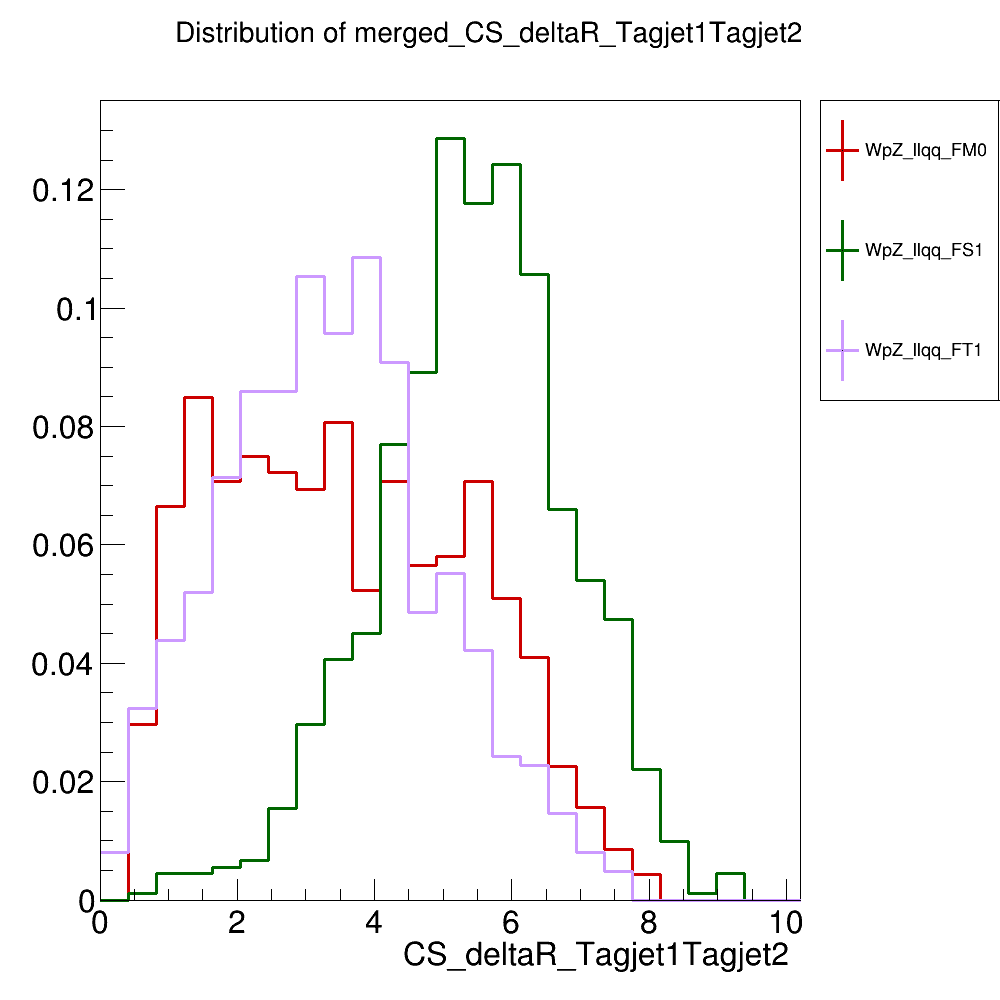 Distribution of merged_CS_deltaR_Tagjet1Tagjet2
WpZ_llqq_FM0
WpZ_llqq_FS1
WpZ_llqq_FT1
0.12
0.1
0.08
0.06
0.04
0.02
0
0 2 4 6 8 10
CS_deltaR_Tagjet1Tagjet2